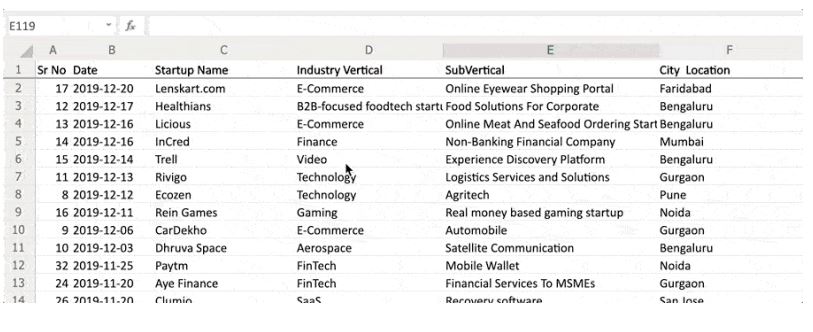 E119 fx
A B C D E F
1 Sr No Date Startup Name Industry Vertical SubVertical City Location
2 17 2019-12-20 Lenskart.com E-Commerce Online Eyewear Shopping Portal Faridabad
3 12 2019-12-17 Healthians B2B-focused foodtech startu Food Solutions For Corporate Bengaluru
4 13 2019-12-16 Licious E-Commerce Online Meat And Seafood Ordering Start Bengaluru
5 14 2019-12-16 InCred Finance Non-Banking Financial Company Mumbai
6 15 2019-12-14 Trell Video Experience Discovery Platform Bengaluru
7 11 2019-12-13 Rivigo Technology Logistics Services and Solutions Gurgaon
8 8 2019-12-12 Ecozen Technology Agritech Pune
9 16 2019-12-11 Rein Games Gaming Real money based gaming startup Noida
10 9 2019-12-06 CarDekho E-Commerce Automobile Gurgaon
11 10 2019-12-03 Dhruva Space Aerospace Satellite Communication Bengaluru
12 32 2019-11-25 Paytm FinTech Mobile Wallet Noida
13 24 2019-11-20 Aye Finance FinTech Financial Services To MSMEs Gurgaon
14 26 2019-11-20 Clumio SaaS Recovery software San Jose